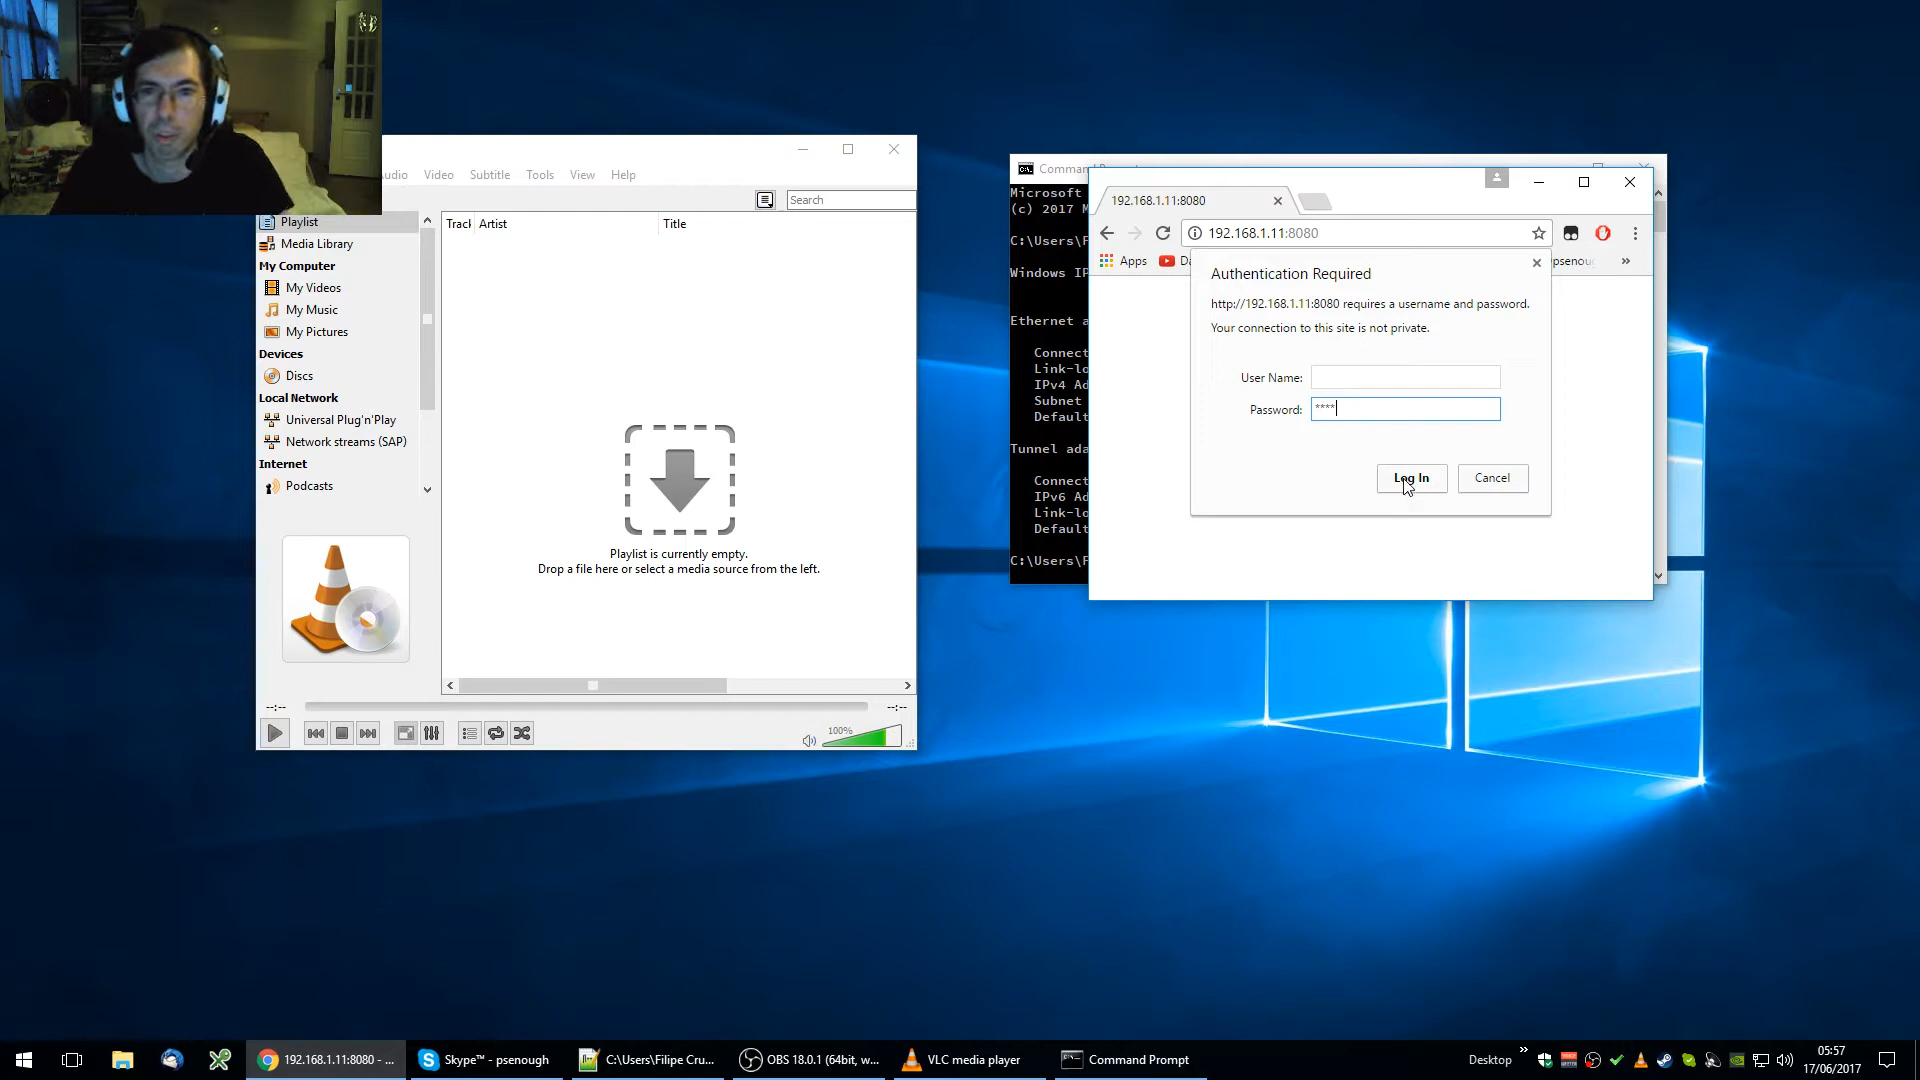 udio Video Subtitle Tools View Help
Search
Playlist
Media Library
My Computer
My Videos
My Music
My Pictures
Devices
Discs
Local Network
Universal Plug'n'Play
Network streams (SAP)
Internet
Podcasts
Track Artist Title
Playlist is currently empty.
Drop a file here or select a media source from the left.
--:-- --:--
100%
Microsoft
(c) 2017
C:\Users\F
Windows IP
Ethernet a
Connect
Link-lo
IPv4 Ad
Subnet
Default
Tunnel ada
Connect
IPv6 Ad
Link-lo
Default
C:\Users\F
192.168.1.11:8080
192.168.1.11:8080
Apps
psenou
»
Authentication Required
http://192.168.1.11:8080 requires a username and password.
Your connection to this site is not private.
User Name:
Password: ****
Log In Cancel
192.168.1.11:8080 - ...
Skype™ - psenough
C:\Users\Filipe Cru...
OBS 18.0.1 (64bit, w...
VLC media player
Command Prompt
Desktop »
05:57
17/06/2017